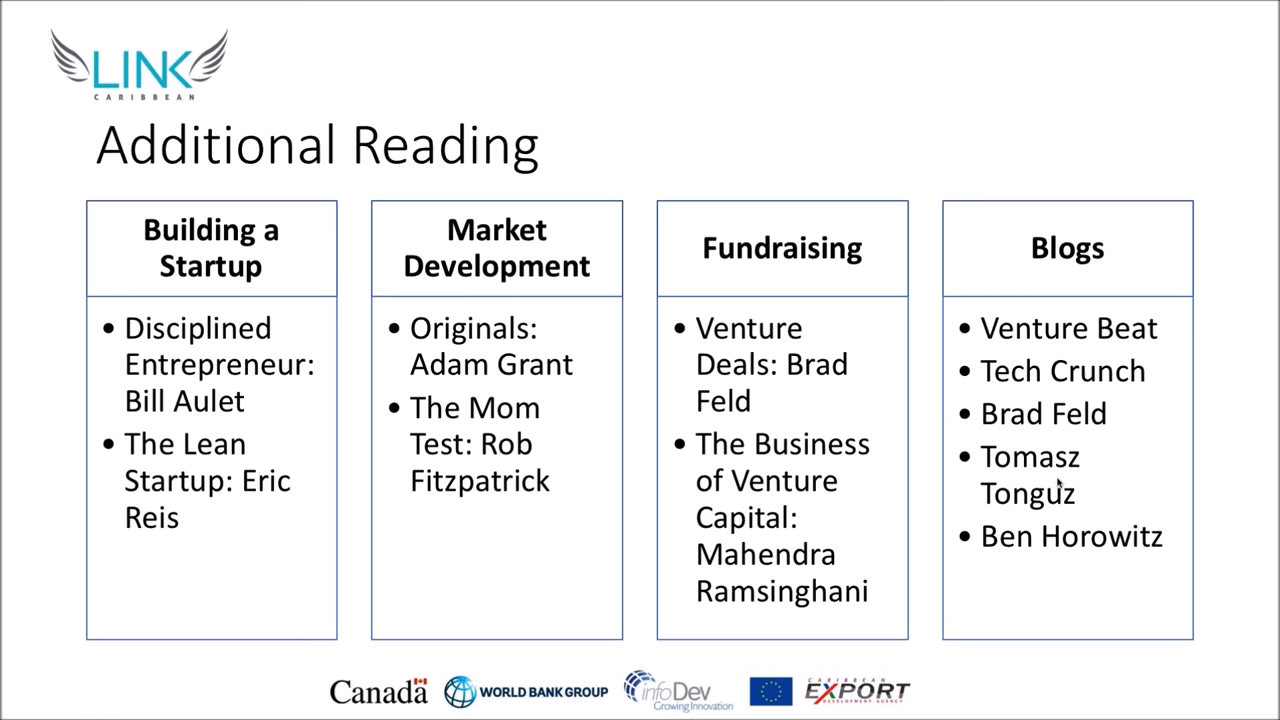 LINK
CARIBBEAN
Additional Reading
Building a
Startup
• Disciplined
Entrepreneur:
Bill Aulet
• The Lean
Startup: Eric
Reis
Market
Development
• Originals:
Adam Grant
• The Mom
Test: Rob
Fitzpatrick
Fundraising
• Venture
Deals: Brad
Feld
• The Business
of Venture
Capital:
Mahendra
Ramsinghani
Blogs
• Venture Beat
• Tech Crunch
• Brad Feld
• Tomasz
Tonguz
• Ben Horowitz
Canada
WORLD BANK GROUP
infoDev
Growing Innovation
CARIBBEAN
EXPORT
DEVELOPMENT AGENCY